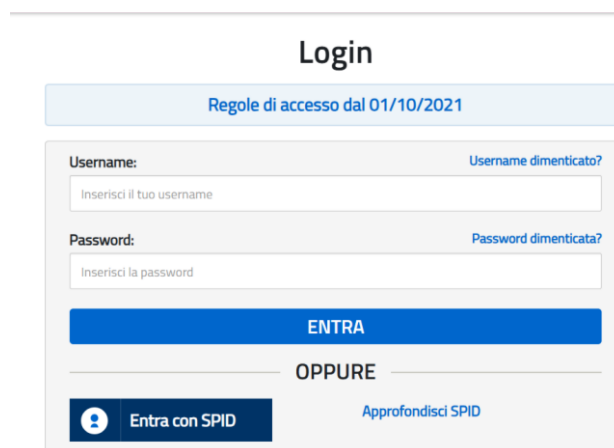 Login
Regole di accesso dal 01/10/2021
Username: Username dimenticato?
Inserisci il tuo username
Password: Password dimenticata?
Inserisci la password
ENTRA
OPPURE
Entra con SPID Approfondisci SPID